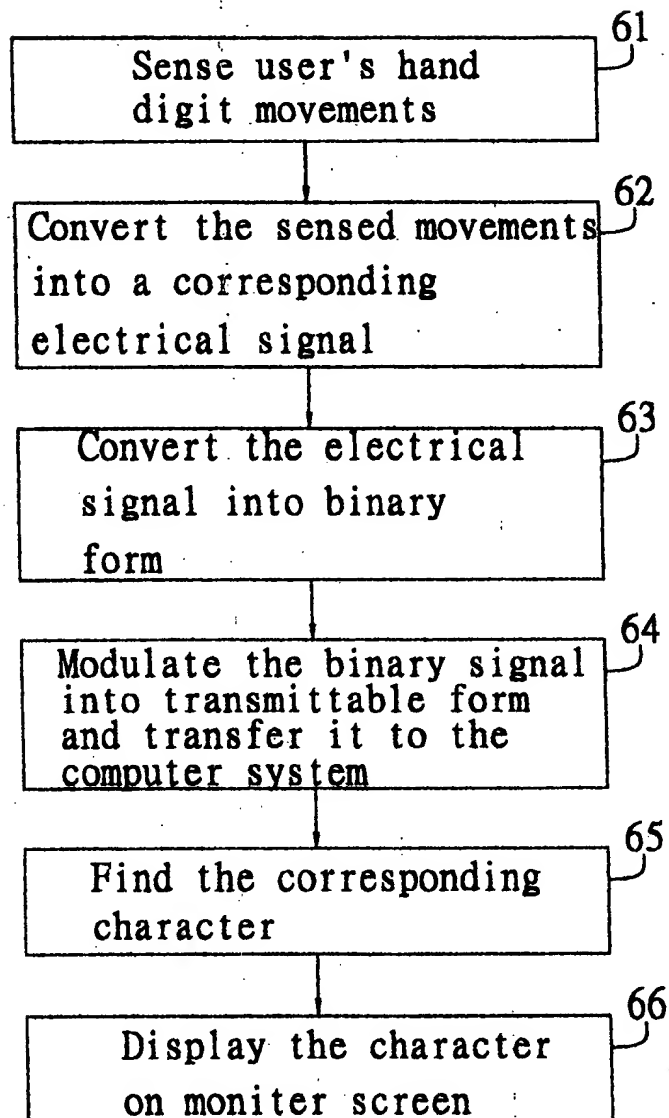 61
Sense user's hand
digit movements
62
Convert the sensed movements
into a corresponding
electrical signal
63
Convert the electrical
signal into binary
form
64
Modulate the binary signal
into transmittable form
and transfer it to the
computer system
65
Find the corresponding
character
66
Display the character
on moniter screen